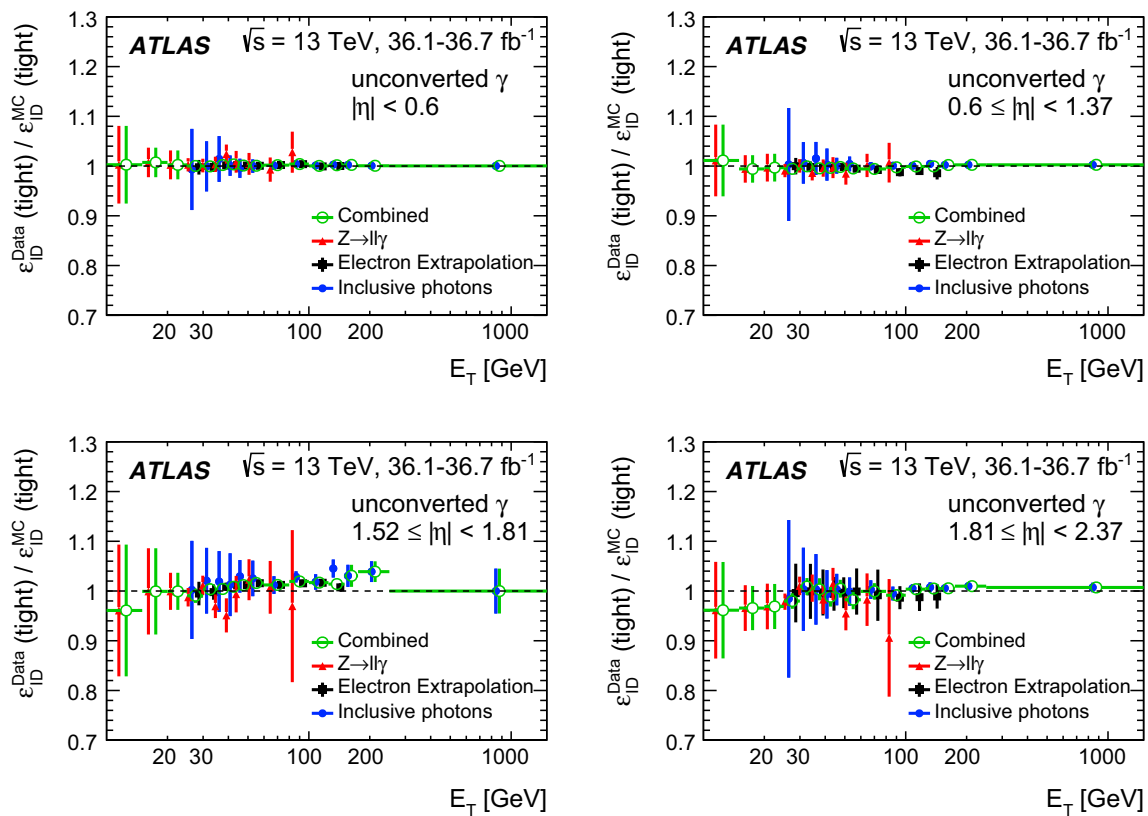 ATLAS √s = 13 TeV, 36.1-36.7 fb⁻¹
unconverted γ
|η| < 0.6
Combined
Z→llγ
Electron Extrapolation
Inclusive photons
ε_ID^Data (tight) / ε_ID^MC (tight)
1.3
1.2
1.1
1
0.9
0.8
0.7
20 30 100 200 1000
E_T [GeV]
ATLAS √s = 13 TeV, 36.1-36.7 fb⁻¹
unconverted γ
0.6 ≤ |η| < 1.37
Combined
Z→llγ
Electron Extrapolation
Inclusive photons
ε_ID^Data (tight) / ε_ID^MC (tight)
1.3
1.2
1.1
1
0.9
0.8
0.7
20 30 100 200 1000
E_T [GeV]
ATLAS √s = 13 TeV, 36.1-36.7 fb⁻¹
unconverted γ
1.52 ≤ |η| < 1.81
Combined
Z→llγ
Electron Extrapolation
Inclusive photons
ε_ID^Data (tight) / ε_ID^MC (tight)
1.3
1.2
1.1
1
0.9
0.8
0.7
20 30 100 200 1000
E_T [GeV]
ATLAS √s = 13 TeV, 36.1-36.7 fb⁻¹
unconverted γ
1.81 ≤ |η| < 2.37
Combined
Z→llγ
Electron Extrapolation
Inclusive photons
ε_ID^Data (tight) / ε_ID^MC (tight)
1.3
1.2
1.1
1
0.9
0.8
0.7
20 30 100 200 1000
E_T [GeV]